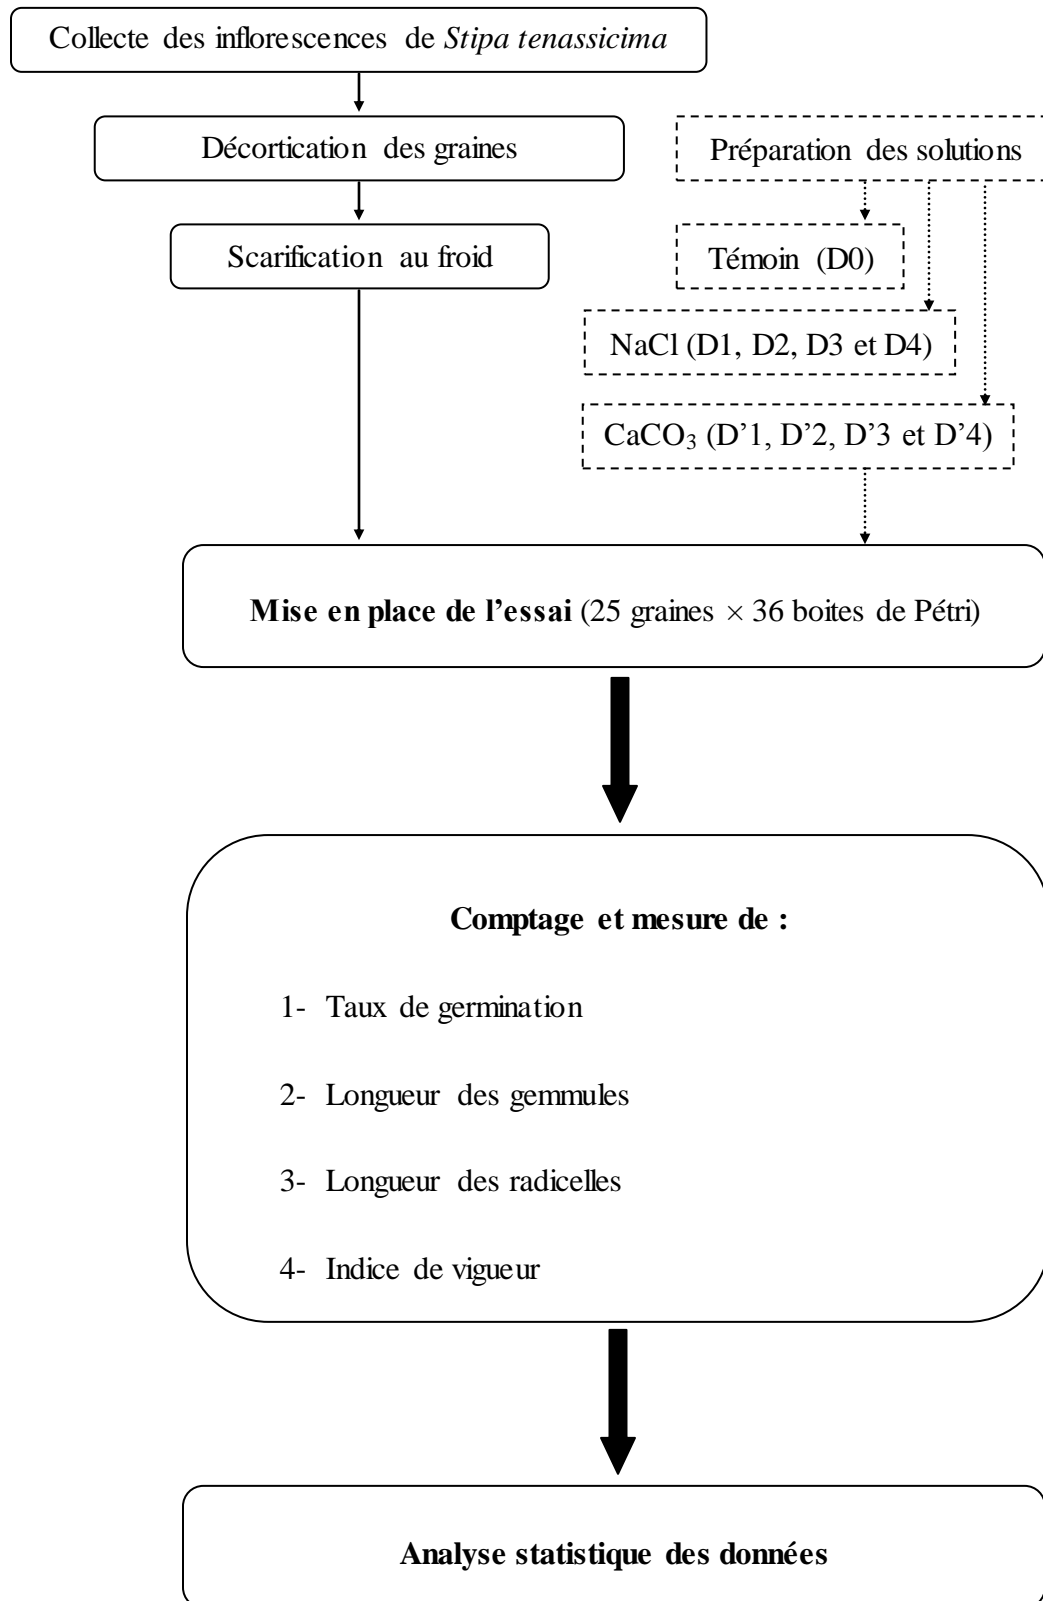 Collecte des inflorescences de Stipa tenassicima
Décortication des graines
Préparation des solutions
Scarification au froid
Témoin (D0)
NaCl (D1, D2, D3 et D4)
CaCO₃ (D’1, D’2, D’3 et D’4)
Mise en place de l’essai (25 graines × 36 boites de Pétri)
Comptage et mesure de :
1- Taux de germination
2- Longueur des gemmules
3- Longueur des radicelles
4- Indice de vigueur
Analyse statistique des données